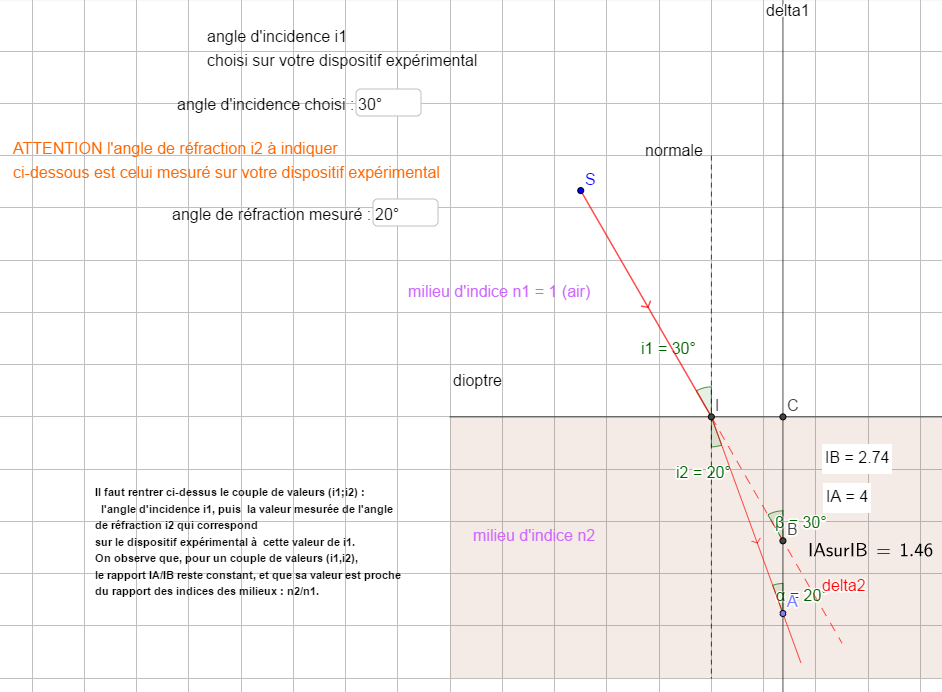 delta1
angle d'incidence i1
choisi sur votre dispositif expérimental
angle d'incidence choisi : 30°
ATTENTION l'angle de réfraction i2 à indiquer
ci-dessous est celui mesuré sur votre dispositif expérimental
normale
S
angle de réfraction mesuré : 20°
milieu d'indice n1 = 1 (air)
i1 = 30°
dioptre
I
C
IB = 2.74
i2 = 20°
IA = 4
Il faut rentrer ci-dessus le couple de valeurs (i1;i2) :
l'angle d'incidence i1, puis la valeur mesurée de l'angle
de réfraction i2 qui correspond
sur le dispositif expérimental à cette valeur de i1.
On observe que, pour un couple de valeurs (i1,i2),
le rapport IA/IB reste constant, et que sa valeur est proche
du rapport des indices des milieux : n2/n1.
milieu d'indice n2
β = 30°
B
IAsurIB = 1.46
delta2
α = 20
A